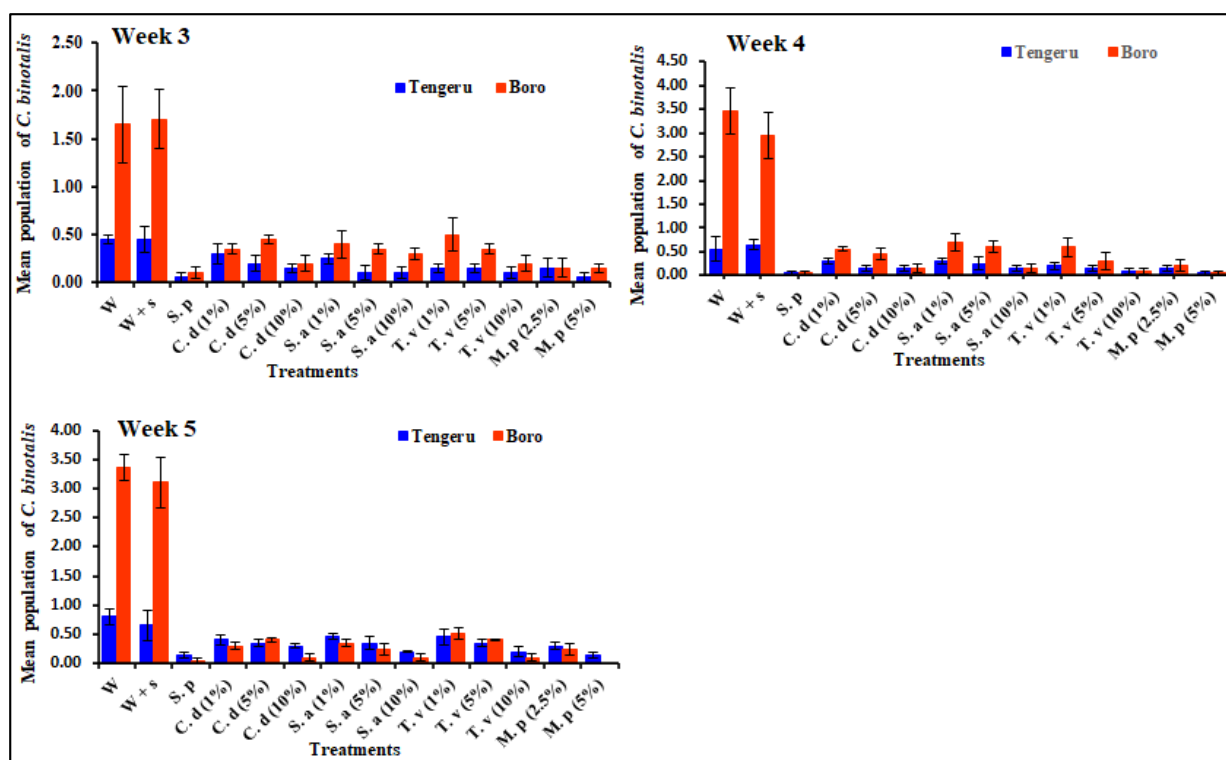 Week 3
Tengeru Boro
Mean population of C. binotalis
2.50
2.00
1.50
1.00
0.50
0.00
W
W + s
S. p
C. d (1%)
C. d (5%)
C. d (10%)
S. a (1%)
S. a (5%)
S. a (10%)
T. v (1%)
T. v (5%)
T. v (10%)
M. p (2.5%)
M. p (5%)
Treatments
Week 4
Tengeru Boro
Mean population of C. binotalis
4.50
4.00
3.50
3.00
2.50
2.00
1.50
1.00
0.50
0.00
W
W + s
S. p
C. d (1%)
C. d (5%)
C. d (10%)
S. a (1%)
S. a (5%)
S. a (10%)
T. v (1%)
T. v (5%)
T. v (10%)
M. p (2.5%)
M. p (5%)
Treatments
Week 5
Tengeru Boro
Mean population of C. binotalis
4.00
3.50
3.00
2.50
2.00
1.50
1.00
0.50
0.00
W
W + s
S. p
C. d (1%)
C. d (5%)
C. d (10%)
S. a (1%)
S. a (5%)
S. a (10%)
T. v (1%)
T. v (5%)
T. v (10%)
M. p (2.5%)
M. p (5%)
Treatments